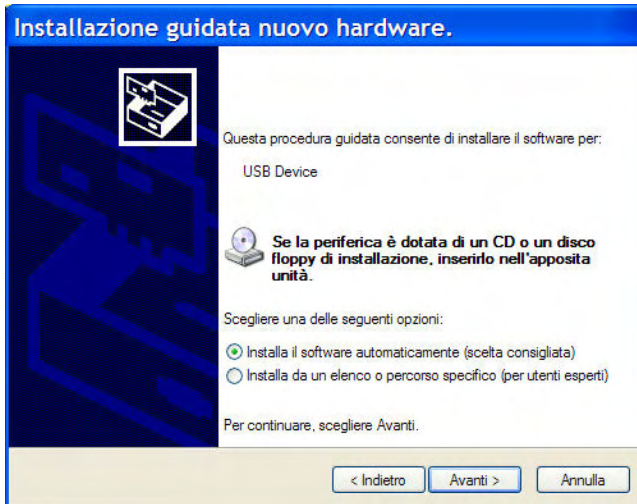 Installazione guidata nuovo hardware.
Questa procedura guidata consente di installare il software per:
USB Device
Se la periferica è dotata di un CD o un disco
floppy di installazione, inserirlo nell'apposita
unità.
Scegliere una delle seguenti opzioni:
Installa il software automaticamente (scelta consigliata)
Installa da un elenco o percorso specifico (per utenti esperti)
Per continuare, scegliere Avanti.
< Indietro Avanti > Annulla